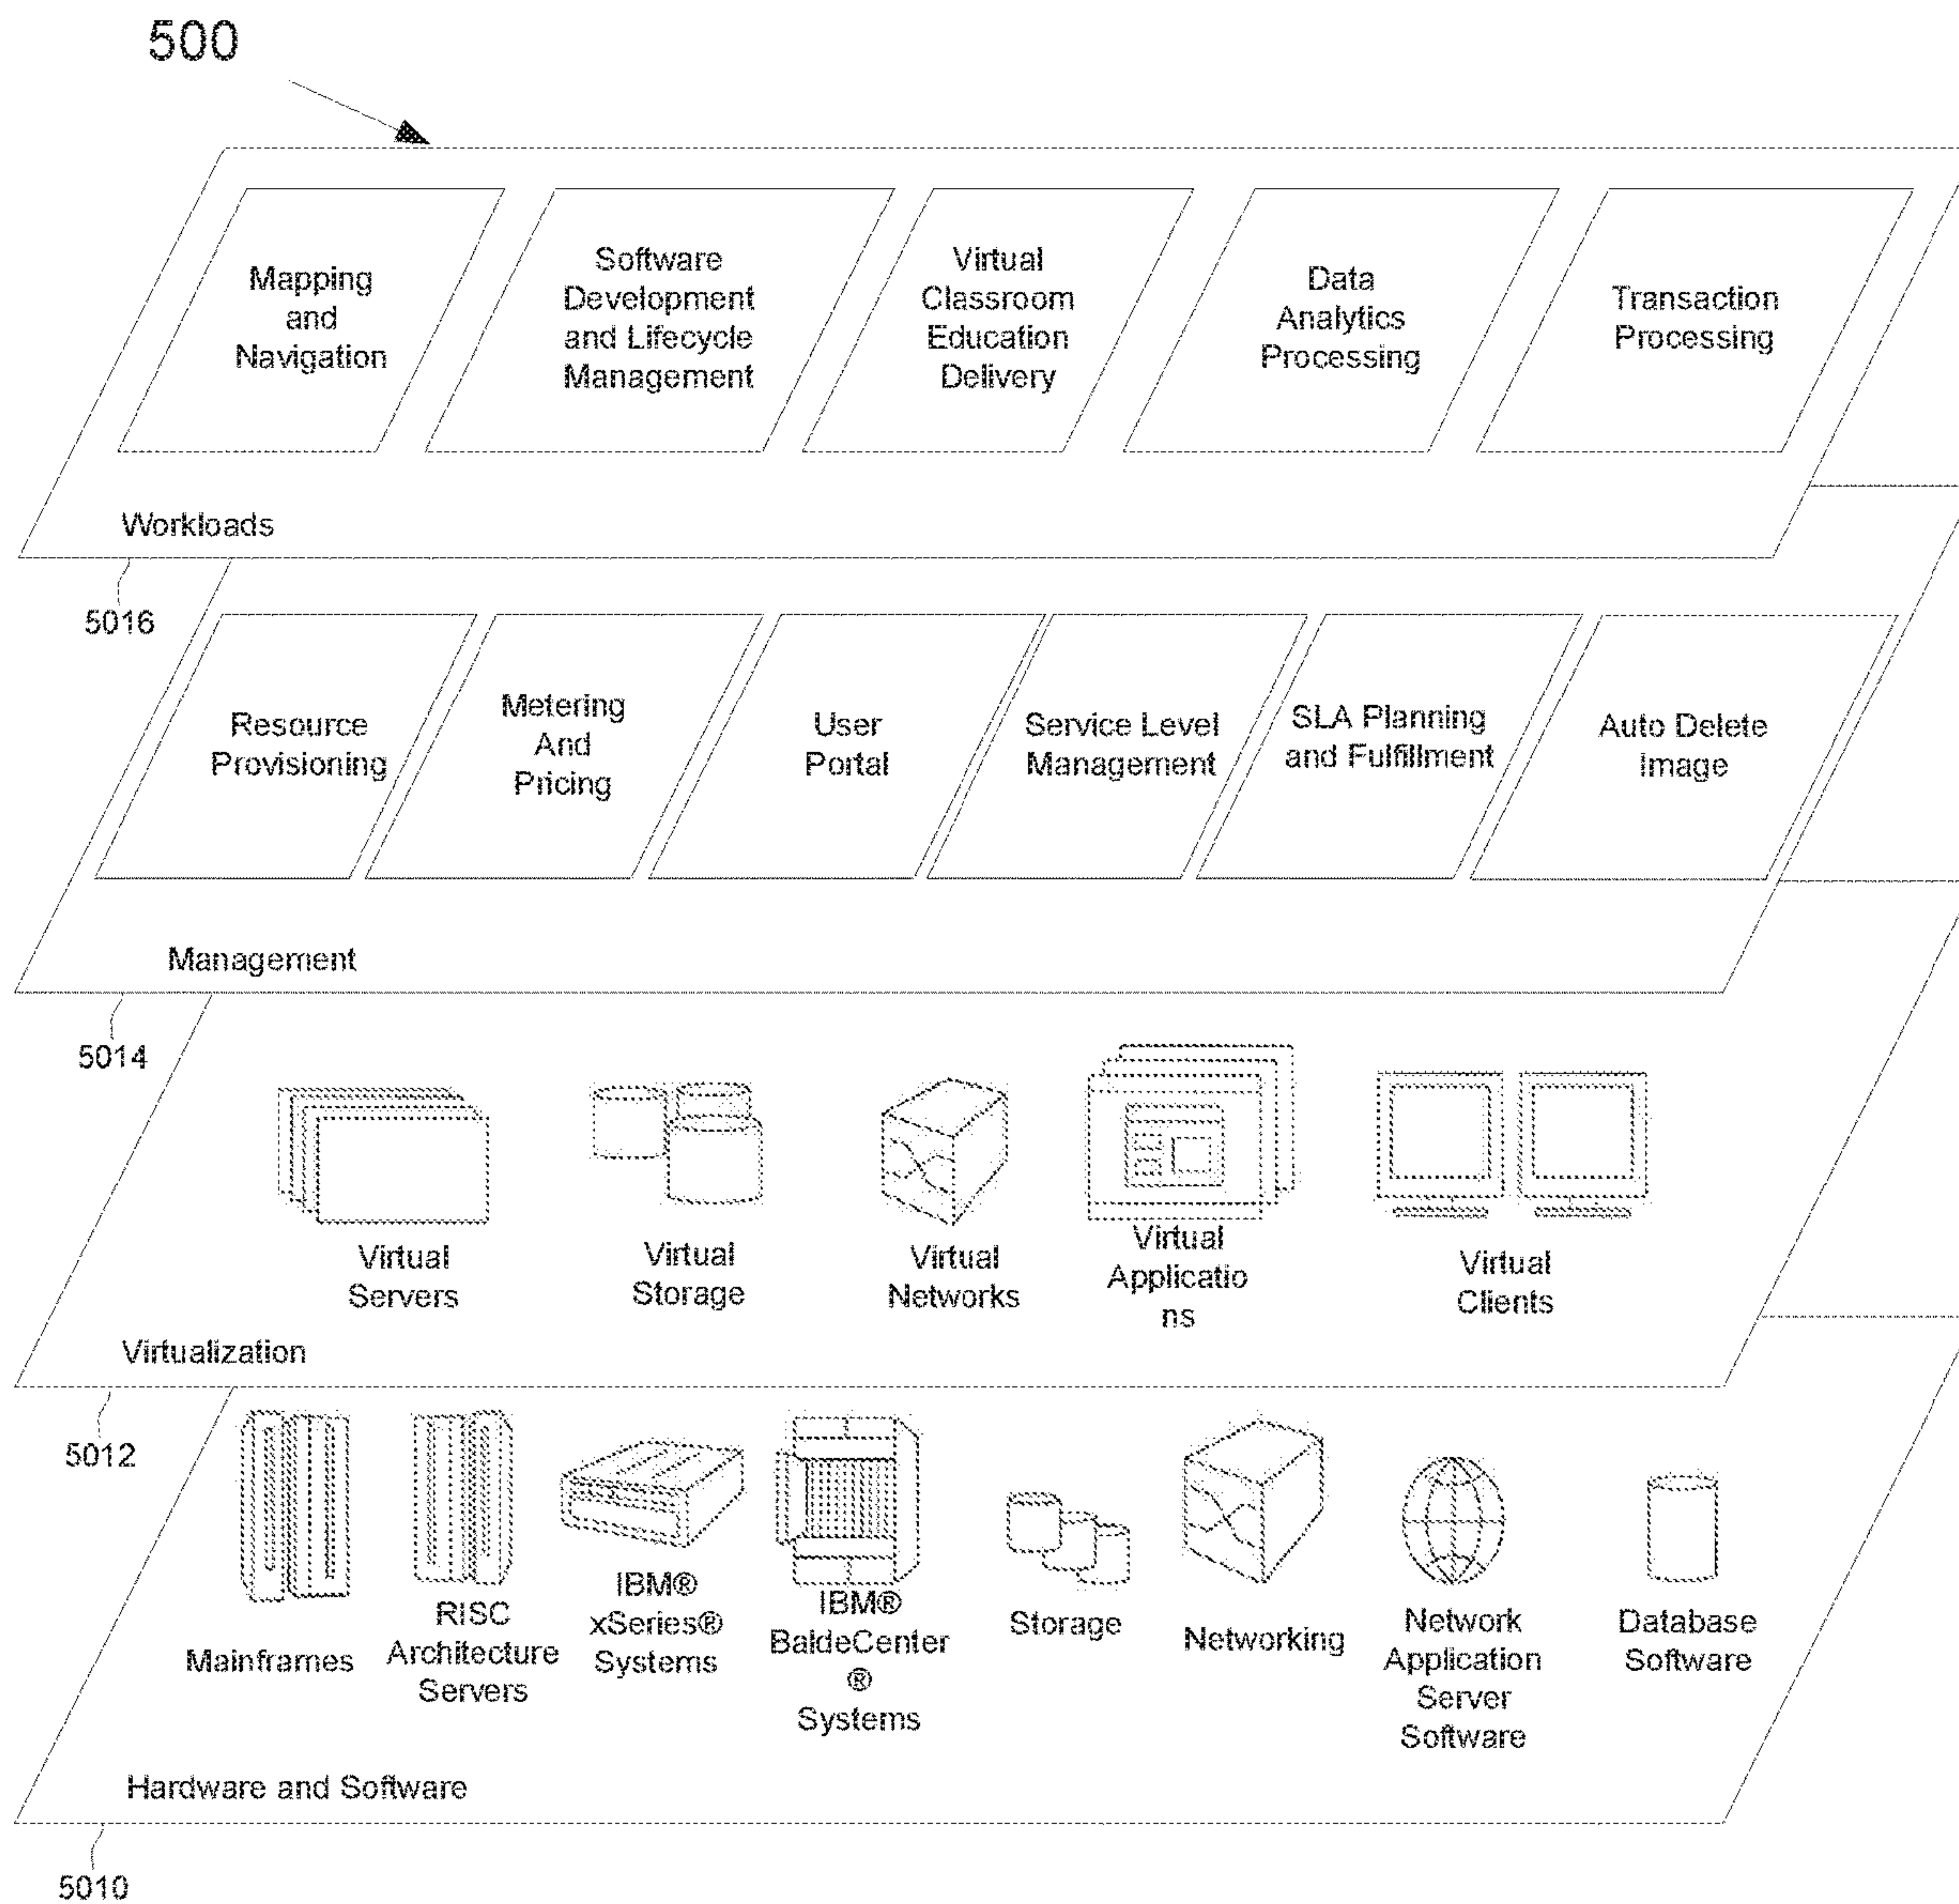 500
Mapping
and
Navigation
Software
Development
and Lifecycle
Management
Virtual
Classroom
Education
Delivery
Data
Analytics
Processing
Transaction
Processing
Workloads
5016
Resource
Provisioning
Metering
And
Pricing
User
Portal
Service Level
Management
SLA Planning
and Fulfillment
Auto Delete
Image
Management
5014
Virtual
Servers
Virtual
Storage
Virtual
Networks
Virtual
Applicatio
ns
Virtual
Clients
Virtualization
5012
Mainframes
RISC
Architecture
Servers
IBM®
xSeries®
Systems
IBM®
BaldeCenter
®
Systems
Storage
Networking
Network
Application
Server
Software
Database
Software
Hardware and Software
5010